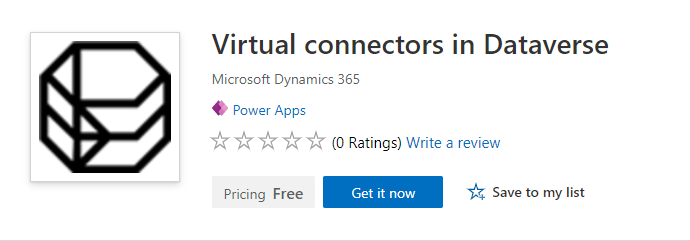 Virtual connectors in Dataverse
Microsoft Dynamics 365
Power Apps
(0 Ratings) Write a review
Pricing Free
Get it now
Save to my list